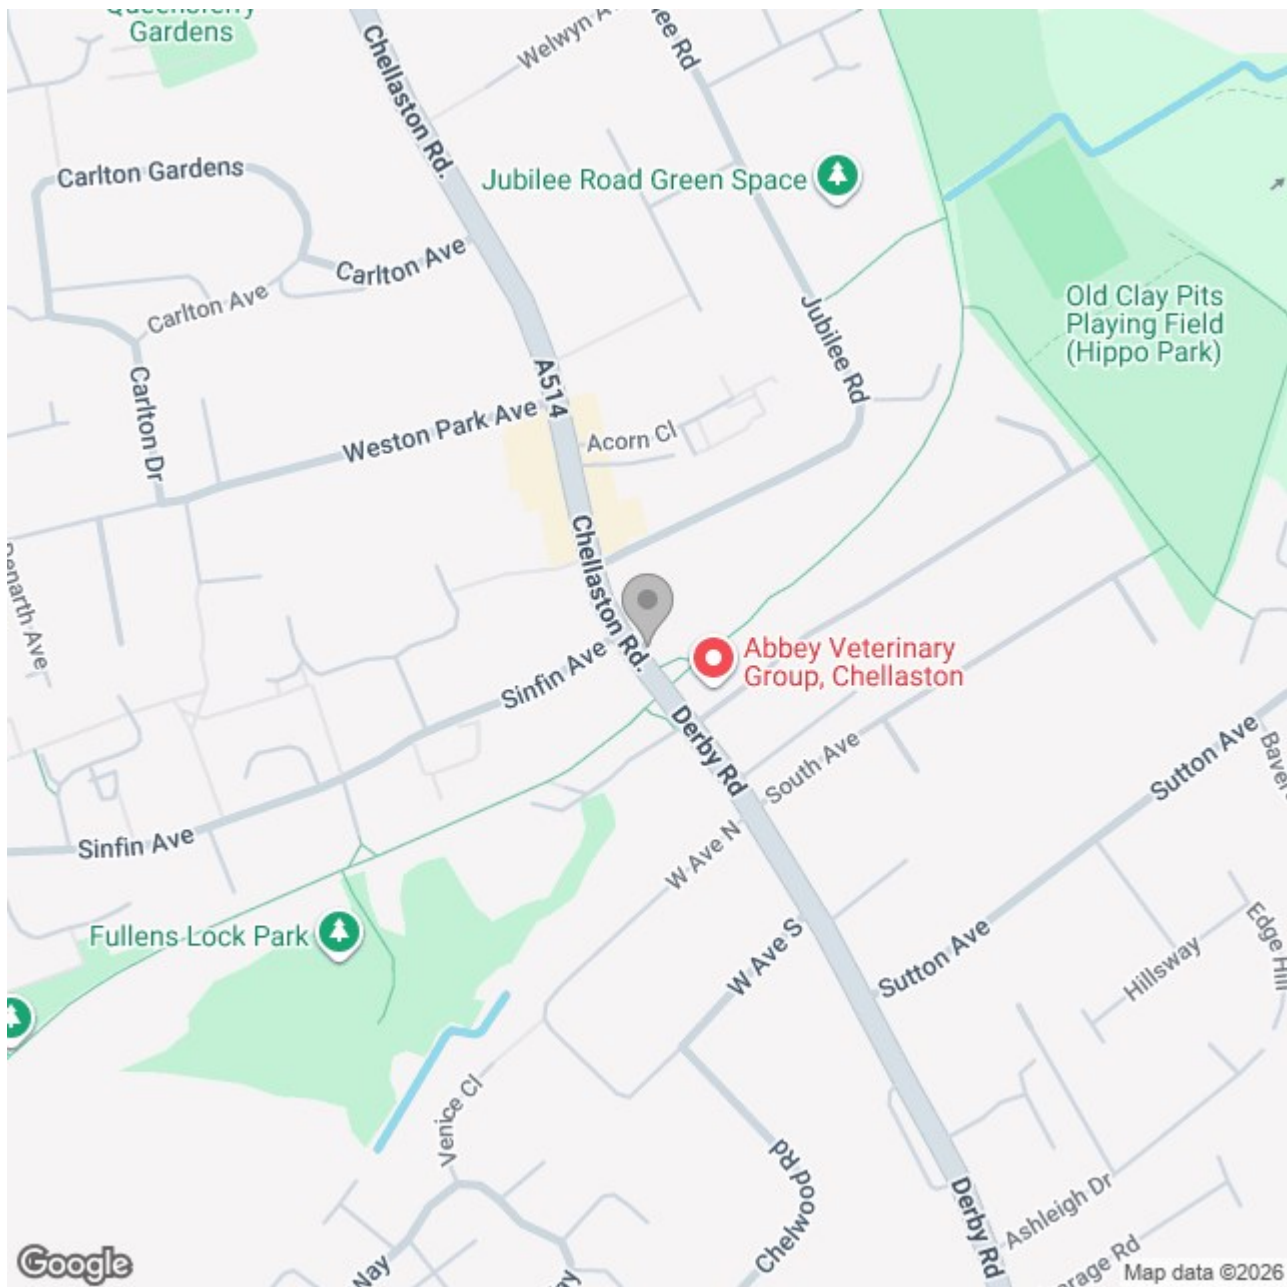 Gardens
Chellaston Rd.
Welwyn
Carlton Gardens
Jubilee Road Green Space
Carlton Ave
Carlton Ave
Old Clay Pits
Playing Field
(Hippo Park)
Jubilee Rd
A514
Carlton Dr
Weston Park Ave
Acorn Cl
Chellaston Rd.
Penarth Ave
Sinfin Ave
Abbey Veterinary
Group, Chellaston
Derby Rd
South Ave
Sutton Ave
Sinfin Ave
W Ave N
Fullens Lock Park
W Ave S
Sutton Ave
Edge Hill
Hillsway
Venice Cl
Chelwood Rd
Derby Rd
Ashleigh Dr
Google
Map data ©2026